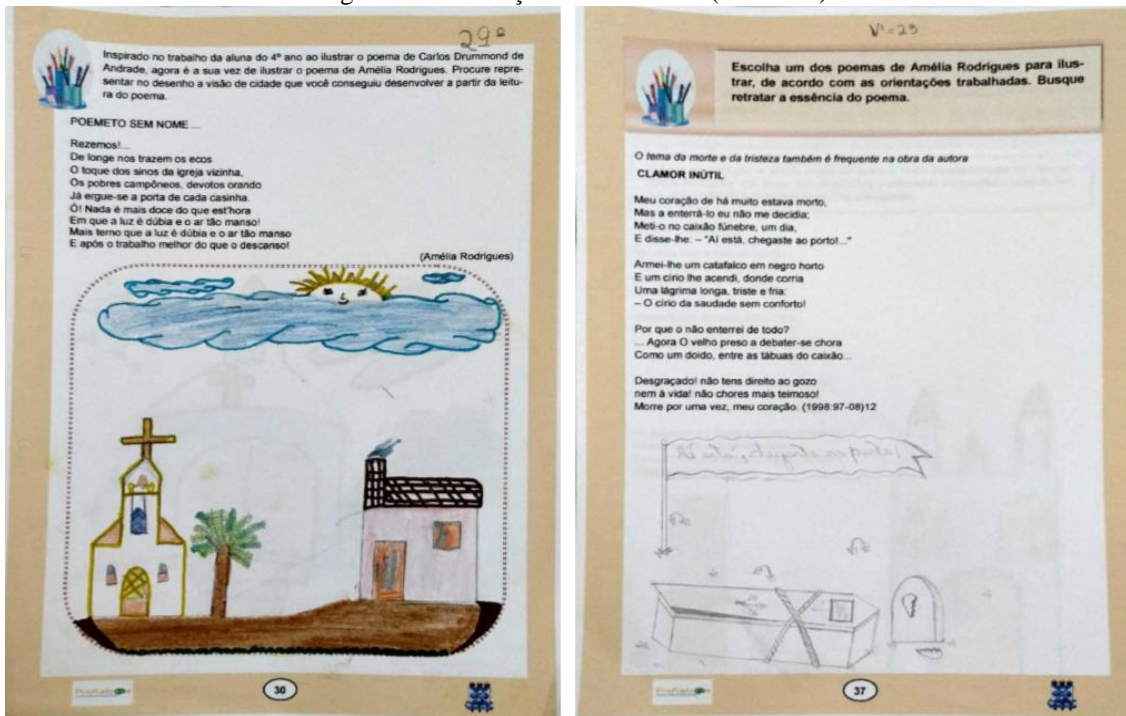 29º
Inspirado no trabalho da aluna do 4º ano ao ilustrar o poema de Carlos Drummond de
Andrade, agora é a sua vez de ilustrar o poema de Amélia Rodrigues. Procure repre-
sentar no desenho a visão de cidade que você conseguiu desenvolver a partir da leitu-
ra do poema.
POEMETO SEM NOME ...
Rezemos!...
De longe nos trazem os ecos
O toque dos sinos da igreja vizinha,
Os pobres campôneos, devotos orando
Já ergue-se a porta de cada casinha.
Ó! Nada é mais doce do que est'hora
Em que a luz é dúbia e o ar tão manso!
Mais terno que a luz é dúbia e o ar tão manso
E após o trabalho melhor do que o descanso!
(Amélia Rodrigues)
30
Nº = 29
Escolha um dos poemas de Amélia Rodrigues para ilus-
trar, de acordo com as orientações trabalhadas. Busque
retratar a essência do poema.
O tema da morte e da tristeza também é frequente na obra da autora
CLAMOR INÚTIL
Meu coração de há muito estava morto,
Mas a enterrá-lo eu não me decidia;
Meti-o no caixão fúnebre, um dia,
E disse-lhe: – "Aí está, chegaste ao porto!..."
Armei-lhe um catafalco em negro horto
E um círio lhe acendi, donde corria
Uma lágrima longa, triste e fria:
– O círio da saudade sem conforto!
Por que o não enterrei de todo?
... Agora O velho preso a debater-se chora
Como um doido, entre as tábuas do caixão...
Desgraçado! não tens direito ao gozo
nem à vida! não chores mais teimoso!
Morre por uma vez, meu coração. (1998:97-08)12
37